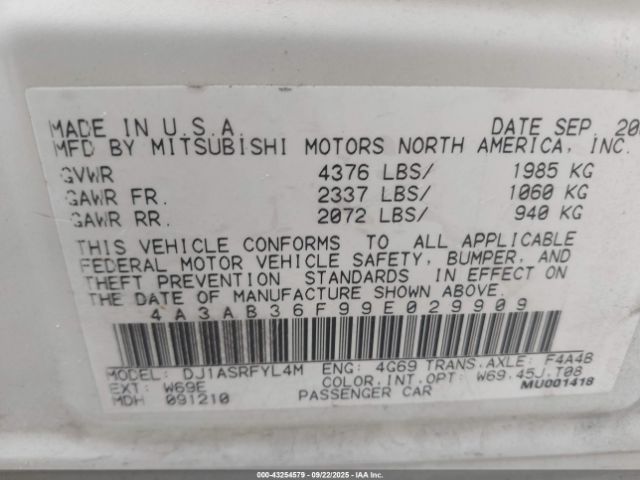 MADE IN U.S.A. DATE SEP. 20
MFD BY MITSUBISHI MOTORS NORTH AMERICA, INC.
GVWR 4376 LBS/ 1985 KG
GAWR FR. 2337 LBS/ 1060 KG
GAWR RR. 2072 LBS/ 940 KG
THIS VEHICLE CONFORMS TO ALL APPLICABLE
FEDERAL MOTOR VEHICLE SAFETY, BUMPER, AND
THEFT PREVENTION STANDARDS IN EFFECT ON
THE DATE OF MANUFACTURE SHOWN ABOVE.
4A3AB36F99E029909
MODEL: DJ1ASRFYL4M ENG: 4G69 TRANS.AXLE: F4A4B
EXT: W69E COLOR.INT.OPT: W69.45J.T08
MDH 091210 PASSENGER CAR MU001418
000-43254579 - 09/22/2025 - IAASF-184